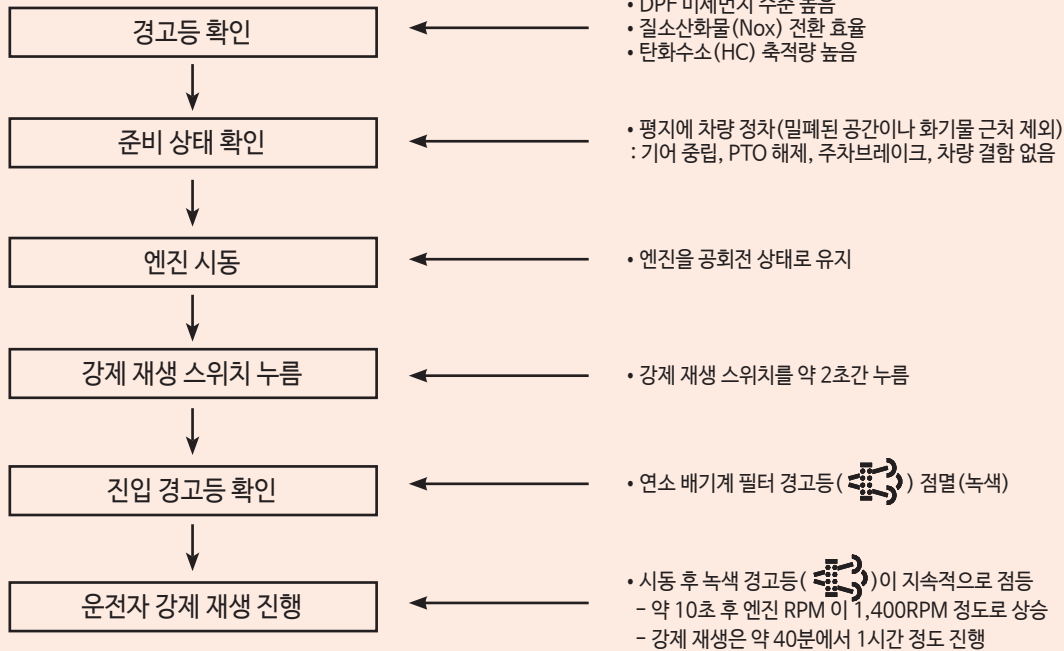 • DPF 미세먼지 수준 높음
경고등 확인
• 질소산화물(Nox) 전환 효율
• 탄화수소(HC) 축적량 높음
준비 상태 확인
• 평지에 차량 정차(밀폐된 공간이나 화기물 근처 제외)
: 기어 중립, PTO 해제, 주차브레이크, 차량 결함 없음
엔진 시동
• 엔진을 공회전 상태로 유지
강제 재생 스위치 누름
• 강제 재생 스위치를 약 2초간 누름
진입 경고등 확인
• 연소 배기계 필터 경고등( ) 점멸(녹색)
운전자 강제 재생 진행
• 시동 후 녹색 경고등( )이 지속적으로 점등
- 약 10초 후 엔진 RPM 이 1,400RPM 정도로 상승
- 강제 재생은 약 40분에서 1시간 정도 진행